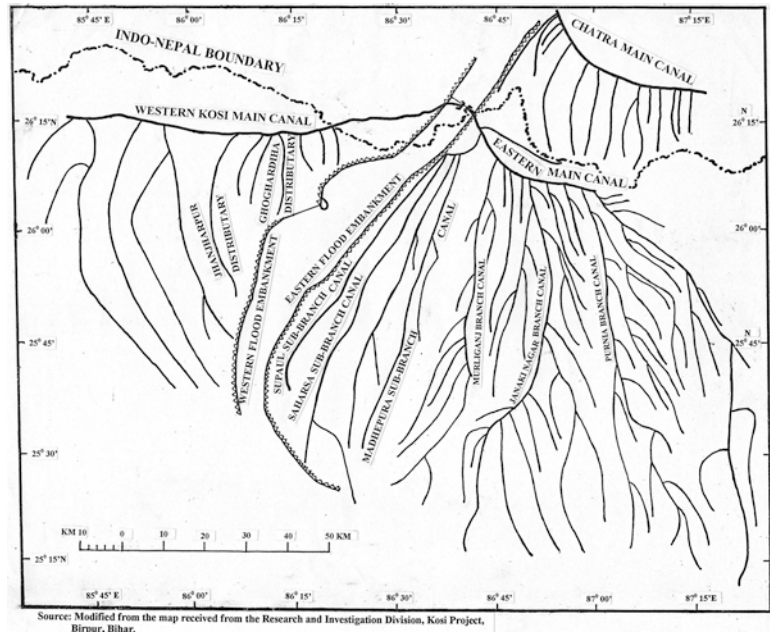 85° 45'E 86° 00' 86° 15' 86° 30' 86° 45' 87° 15'E
INDO-NEPAL BOUNDARY
CHATRA MAIN CANAL
WESTERN KOSI MAIN CANAL
26° 15' N
26° 15'
EASTERN MAIN CANAL
GHOGHARDIHA
DISTRIBUTARY
JHANJHARPUR
DISTRIBUTARY
26° 00'
26° 00'
WESTERN FLOOD EMBANKMENT
EASTERN FLOOD EMBANKMENT
SUPAUL SUB-BRANCH CANAL
SAHARSA SUB-BRANCH CANAL
MADHEPURA SUB-BRANCH CANAL
MURLIGANJ BRANCH CANAL
JANAKI NAGAR BRANCH CANAL
PURNIA BRANCH CANAL
25° 45'
N
25° 45'
25° 30'
25° 30'
KM 10 0 10 20 30 40 50 KM
25° 15'N
25° 15'
85° 45'E 86° 00' 86° 15' 86° 30' 86° 45' 87° 00' 87° 15'E
Source: Modified from the map received from the Research and Investigation Division, Kosi Project,
Birpur, Bihar.